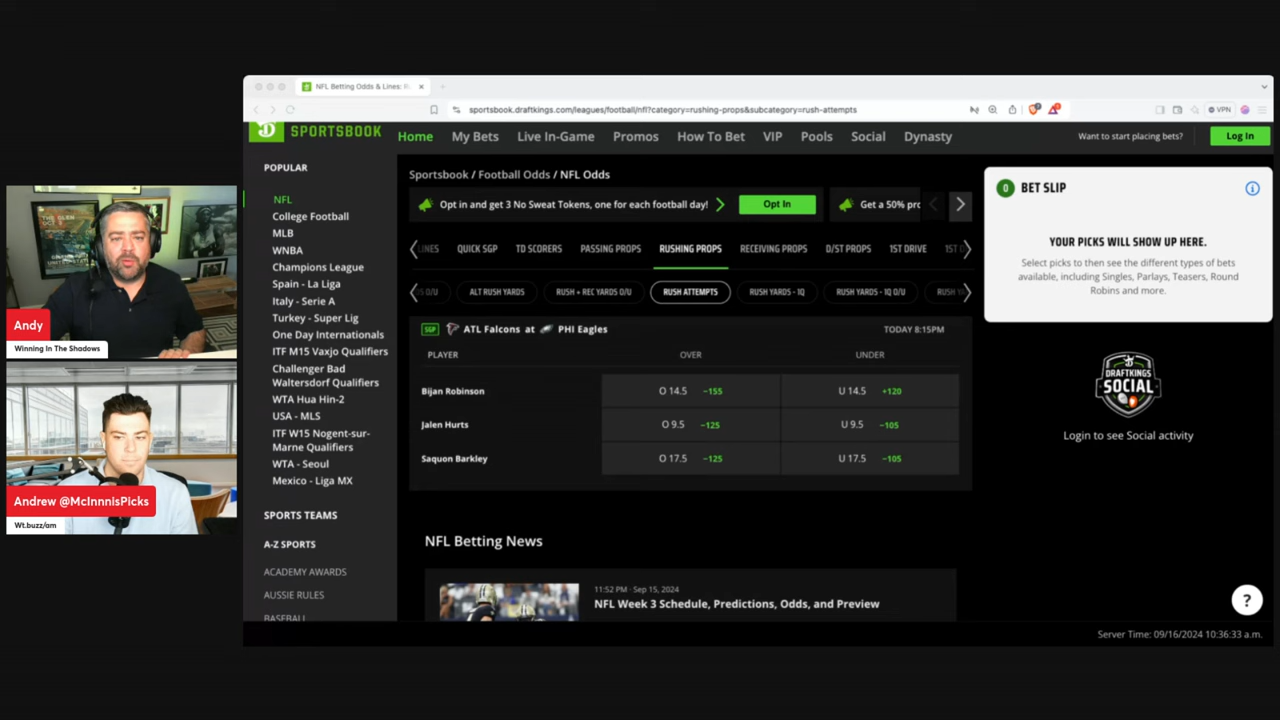 NFL Betting Odds & Lines: R
sportsbook.draftkings.com/leagues/football/nfl?category=rushing-props&subcategory=rush-attempts
VPN
SPORTSBOOK
Home
My Bets
Live In-Game
Promos
How To Bet
VIP
Pools
Social
Dynasty
Want to start placing bets?
Log In
POPULAR
NFL
College Football
MLB
WNBA
Champions League
Spain - La Liga
Italy - Serie A
Turkey - Super Lig
One Day Internationals
ITF M15 Vaxjo Qualifiers
Challenger Bad
Waltersdorf Qualifiers
WTA Hua Hin-2
USA - MLS
ITF W15 Nogent-sur-
Marne Qualifiers
WTA - Seoul
Mexico - Liga MX
SPORTS TEAMS
A-Z SPORTS
ACADEMY AWARDS
AUSSIE RULES
BASEBALL
Sportsbook / Football Odds / NFL Odds
Opt in and get 3 No Sweat Tokens, one for each football day!
Opt In
Get a 50% pro
LINES
QUICK SGP
TD SCORERS
PASSING PROPS
RUSHING PROPS
RECEIVING PROPS
D/ST PROPS
1ST DRIVE
1ST
O/U
ALT RUSH YARDS
RUSH + REC YARDS O/U
RUSH ATTEMPTS
RUSH YARDS - 1Q
RUSH YARDS - 1Q O/U
SGP ATL Falcons at PHI Eagles
TODAY 8:15PM
PLAYER OVER UNDER
Bijan Robinson O 14.5 −155 U 14.5 +120
Jalen Hurts O 9.5 −125 U 9.5 −105
Saquon Barkley O 17.5 −125 U 17.5 −105
NFL Betting News
11:52 PM · Sep 15, 2024
NFL Week 3 Schedule, Predictions, Odds, and Preview
0 BET SLIP
YOUR PICKS WILL SHOW UP HERE.
Select picks to then see the different types of bets
available, including Singles, Parlays, Teasers, Round
Robins and more.
DRAFTKINGS
SOCIAL
Login to see Social activity
?
Server Time: 09/16/2024 10:36:33 a.m.
Andy
Winning In The Shadows
Andrew @McInnnisPicks
Wt.buzz/am